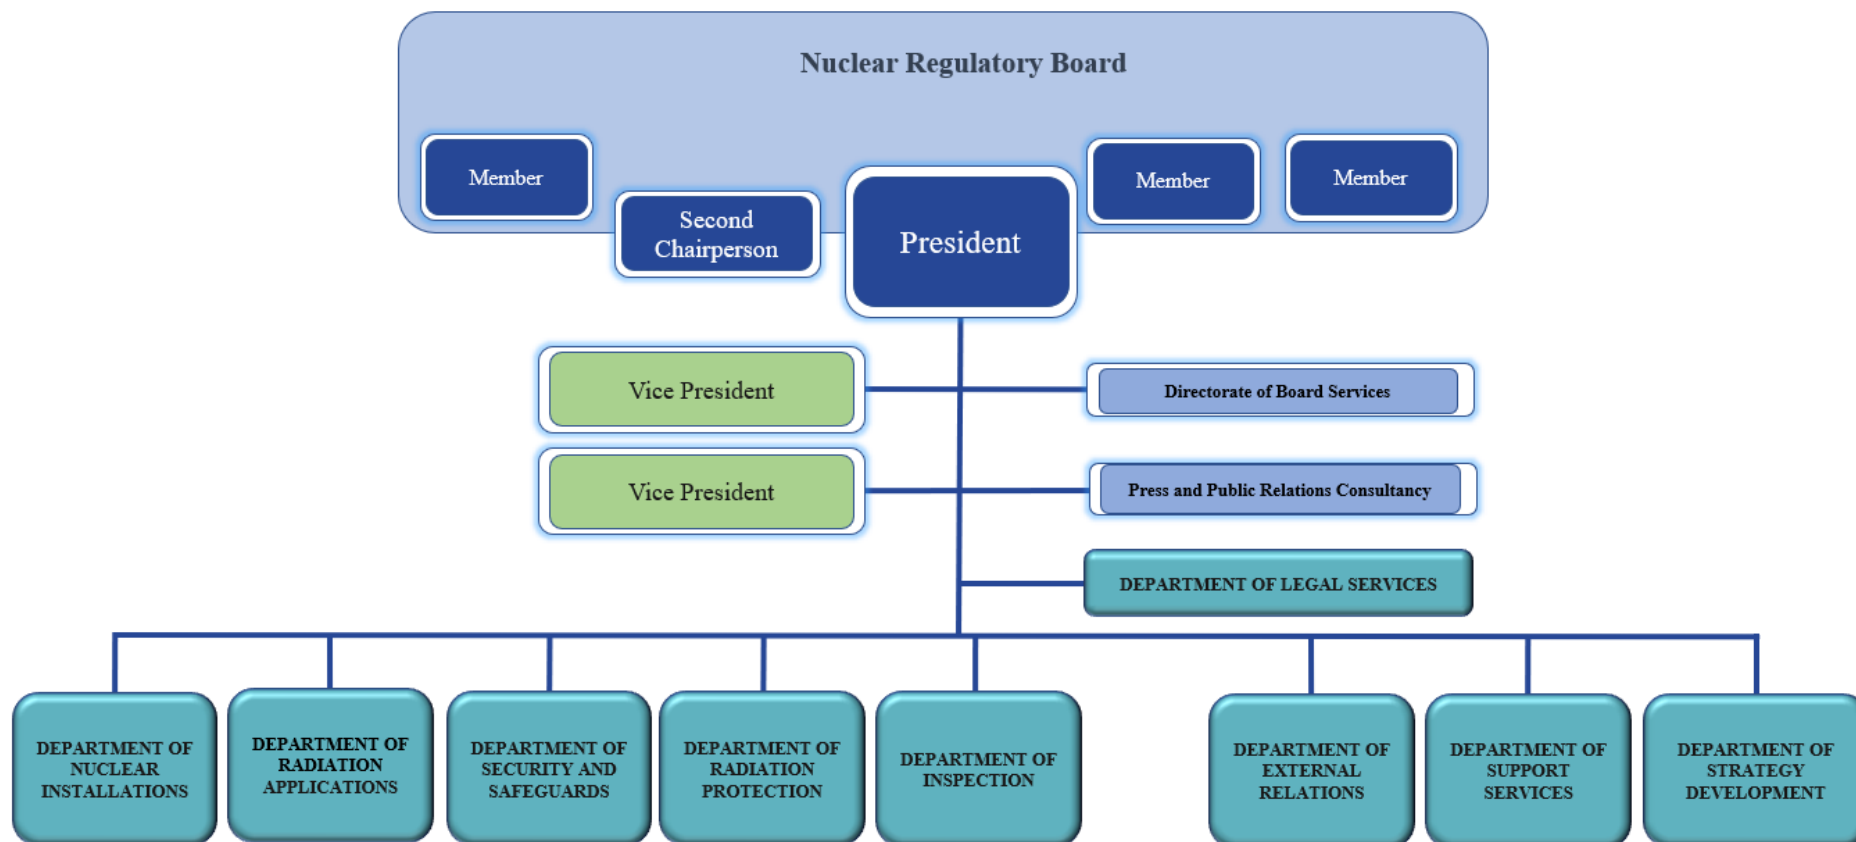 Nuclear Regulatory Board
Member
Second
Chairperson
President
Member
Member
Vice President
Directorate of Board Services
Vice President
Press and Public Relations Consultancy
DEPARTMENT OF LEGAL SERVICES
DEPARTMENT OF
NUCLEAR
INSTALLATIONS
DEPARTMENT OF
RADIATION
APPLICATIONS
DEPARTMENT OF
SECURITY AND
SAFEGUARDS
DEPARTMENT OF
RADIATION
PROTECTION
DEPARTMENT OF
INSPECTION
DEPARTMENT OF
EXTERNAL
RELATIONS
DEPARTMENT OF
SUPPORT
SERVICES
DEPARTMENT OF
STRATEGY
DEVELOPMENT